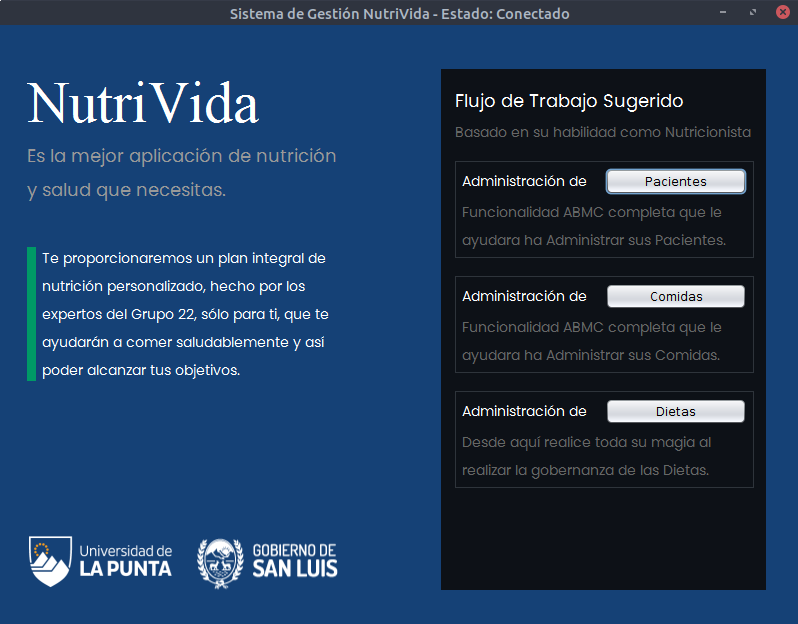 Sistema de Gestión NutriVida - Estado: Conectado
NutriVida
Es la mejor aplicación de nutrición
y salud que necesitas.
Te proporcionaremos un plan integral de
nutrición personalizado, hecho por los
expertos del Grupo 22, sólo para ti, que te
ayudarán a comer saludablemente y así
poder alcanzar tus objetivos.
Universidad de
LA PUNTA
GOBIERNO DE
SAN LUIS
Flujo de Trabajo Sugerido
Basado en su habilidad como Nutricionista
Administración de Pacientes
Funcionalidad ABMC completa que le
ayudara ha Administrar sus Pacientes.
Administración de Comidas
Funcionalidad ABMC completa que le
ayudara ha Administrar sus Comidas.
Administración de Dietas
Desde aquí realice toda su magia al
realizar la gobernanza de las Dietas.